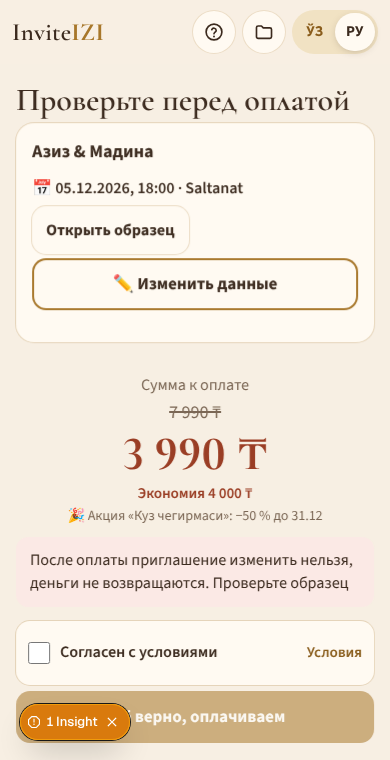 InviteIZI
ЎЗ
РУ
Проверьте перед оплатой
Азиз & Мадина
📅 05.12.2026, 18:00 · Saltanat
Открыть образец
✏️ Изменить данные
Сумма к оплате
7 990 ₸
3 990 ₸
Экономия 4 000 ₸
🎉 Акция «Куз чегирмаси»: −50 % до 31.12
После оплаты приглашение изменить нельзя,
деньги не возвращаются. Проверьте образец
Согласен с условиями
Условия
верно, оплачиваем
1 Insight